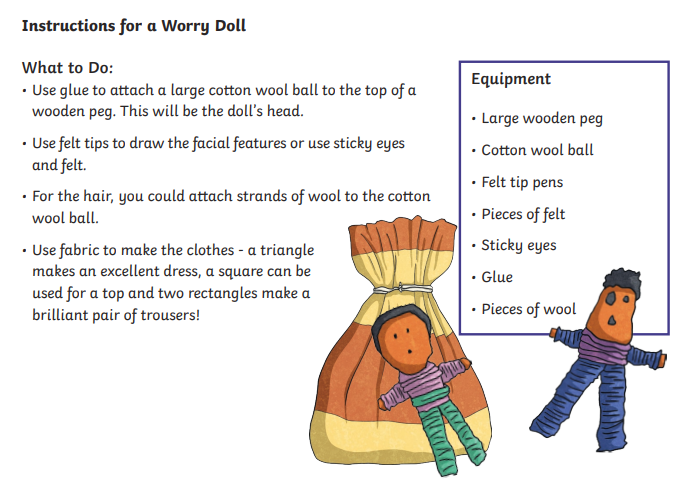 Instructions for a Worry Doll
What to Do:
• Use glue to attach a large cotton wool ball to the top of a
wooden peg. This will be the doll's head.
• Use felt tips to draw the facial features or use sticky eyes
and felt.
• For the hair, you could attach strands of wool to the cotton
wool ball.
• Use fabric to make the clothes - a triangle
makes an excellent dress, a square can be
used for a top and two rectangles make a
brilliant pair of trousers!
Equipment
• Large wooden peg
• Cotton wool ball
• Felt tip pens
• Pieces of felt
• Sticky eyes
• Glue
• Pieces of wool